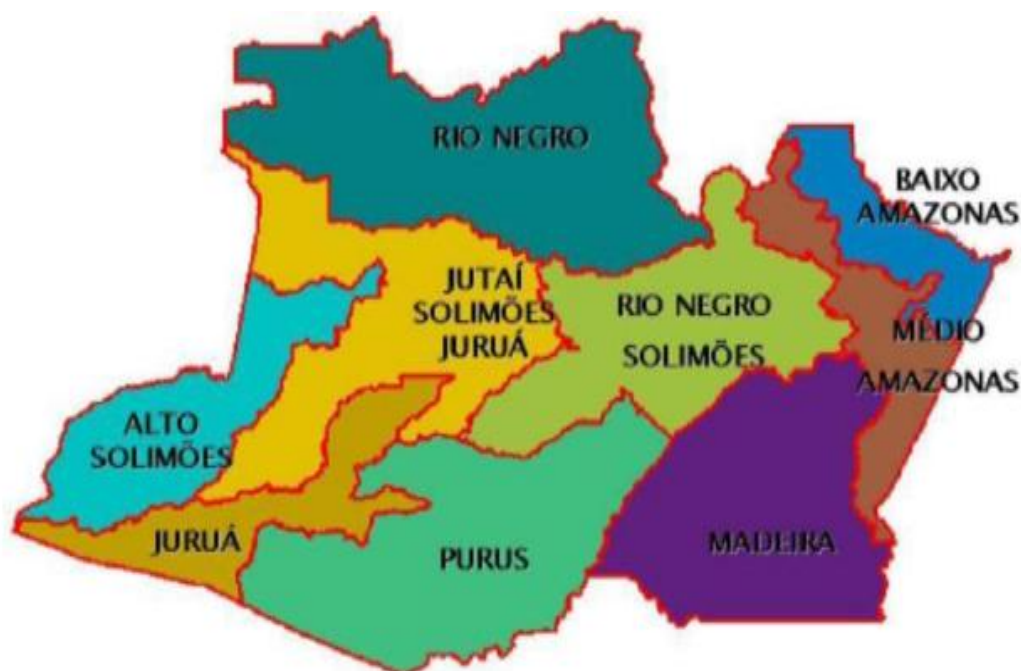 RIO NEGRO
BAIXO
AMAZONAS
JUTAÍ
SOLIMÕES
JURUÁ
RIO NEGRO
SOLIMÕES
MÉDIO
AMAZONAS
ALTO
SOLIMÕES
JURUÁ
PURUS
MADEIRA